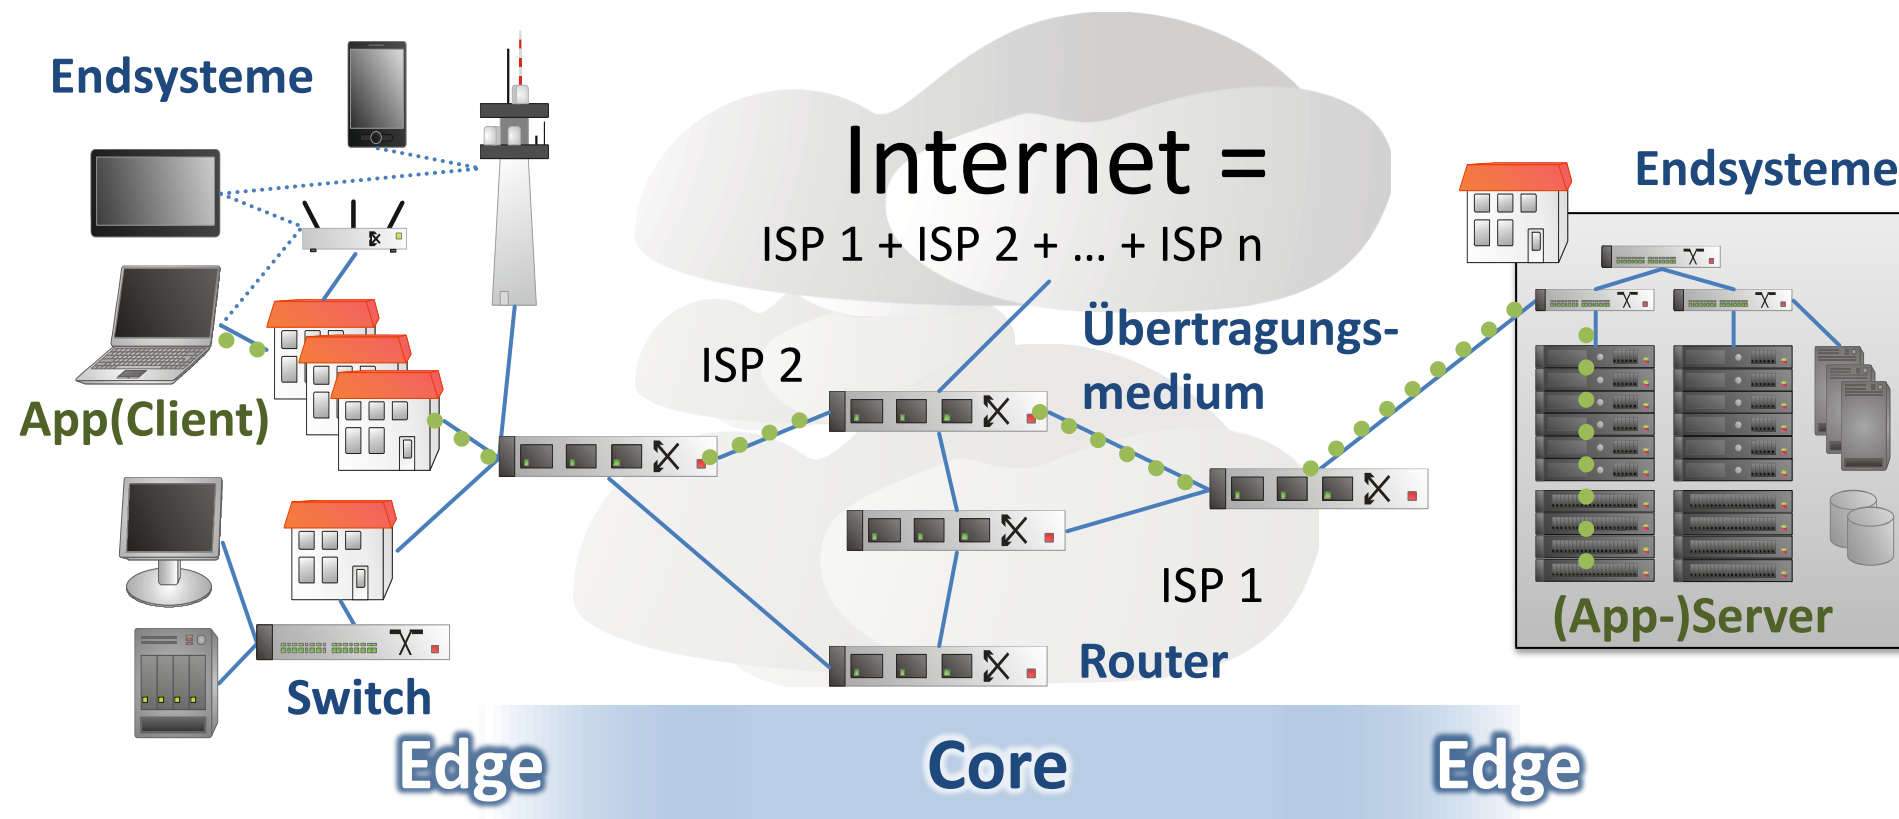 Endsysteme
Internet =
ISP 1 + ISP 2 + ... + ISP n
Endsysteme
Übertragungs-
medium
ISP 2
App(Client)
ISP 1
(App-)Server
Router
Switch
Edge
Core
Edge